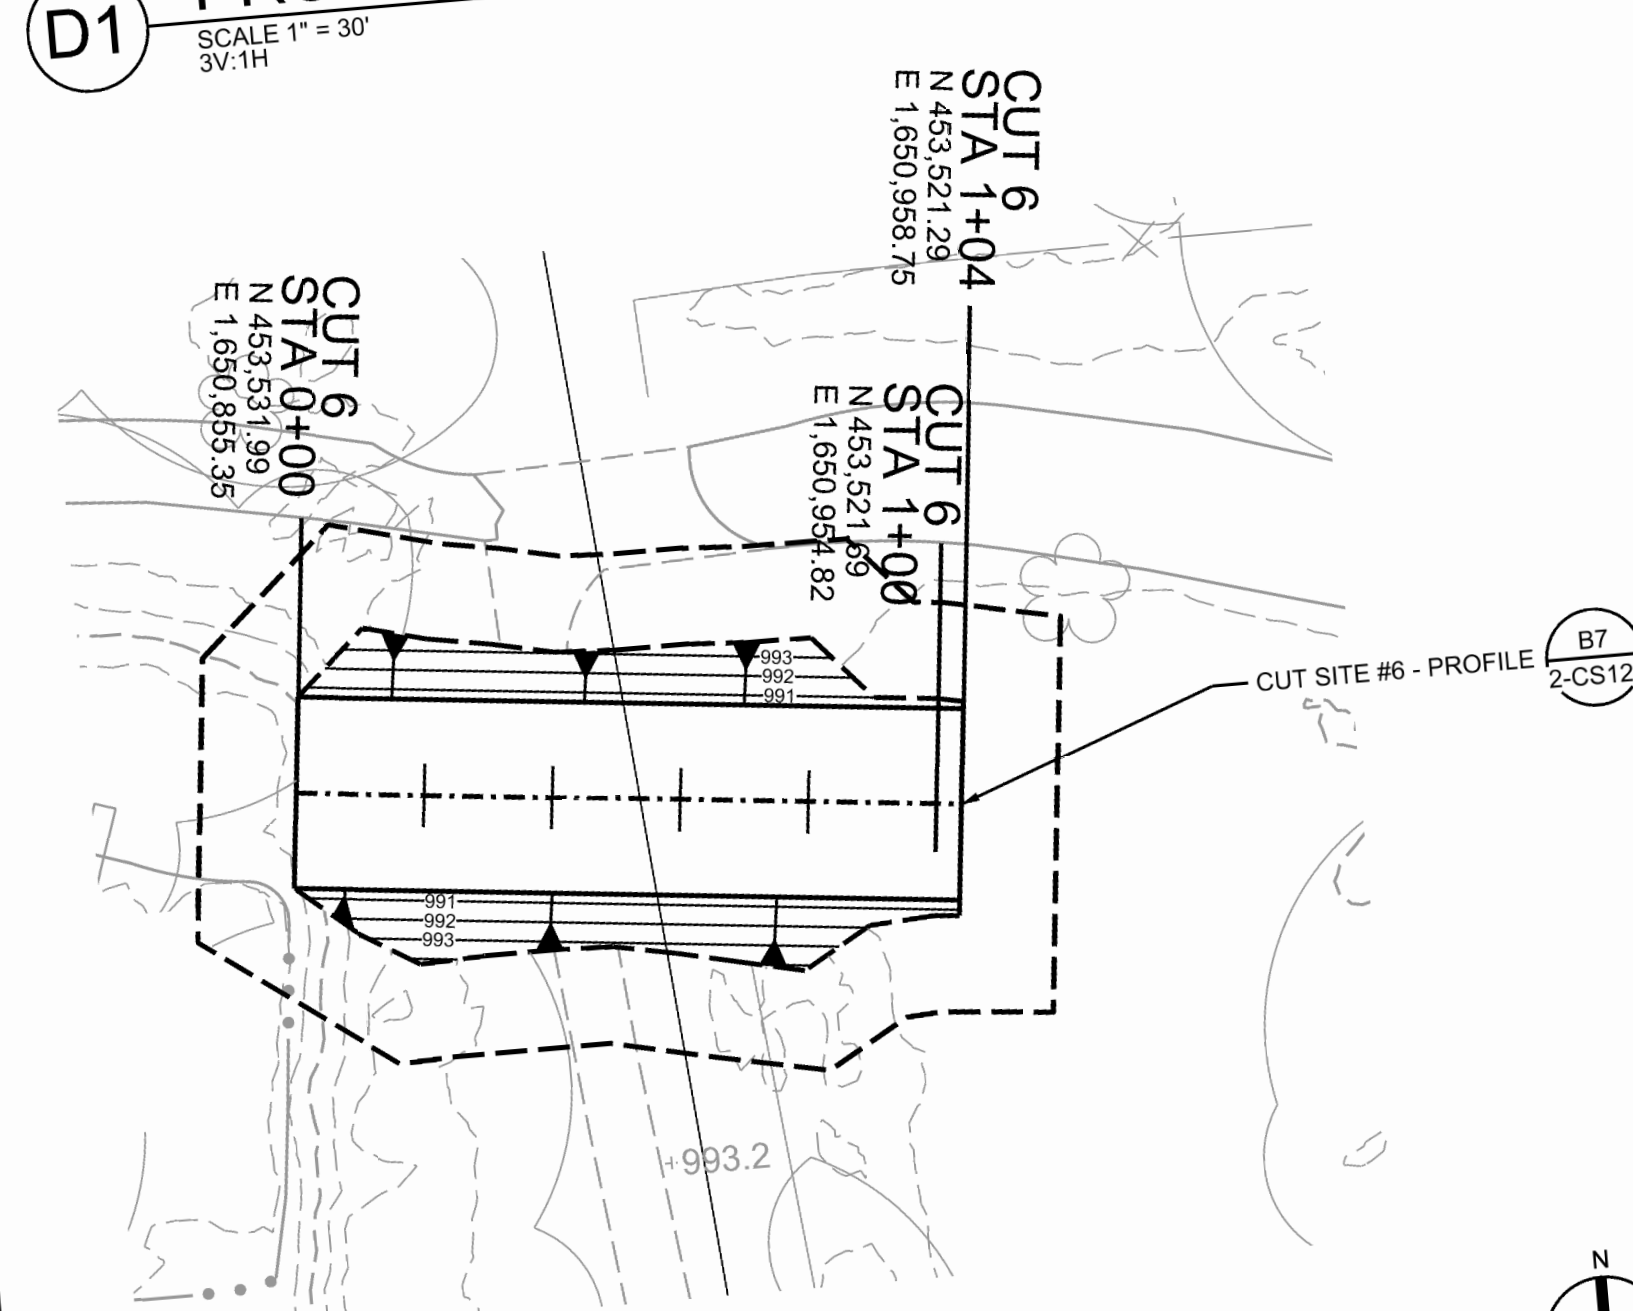 D1
SCALE 1" = 30'
3V:1H
CUT 6
STA 1+04
N 453,521.29
E 1,650,958.75
CUT 6
STA 0+00
N 453,531.99
E 1,650,855.35
CUT 6
STA 1+00
N 453,521.69
E 1,650,954.82
993
992
991
CUT SITE #6 - PROFILE
B7
2-CS12
991
992
993
+993.2
N